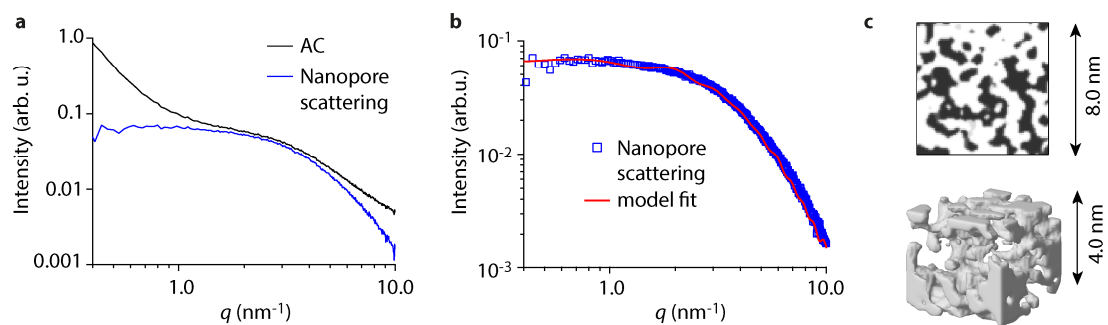 a
1.0
0.1
0.01
0.001
Intensity (arb. u.)
AC
Nanopore
scattering
1.0
10.0
q (nm⁻¹)
b
10⁻¹
10⁻²
10⁻³
Intensity (arb. u.)
Nanopore
scattering
model fit
1.0
10.0
q (nm⁻¹)
c
8.0 nm
4.0 nm